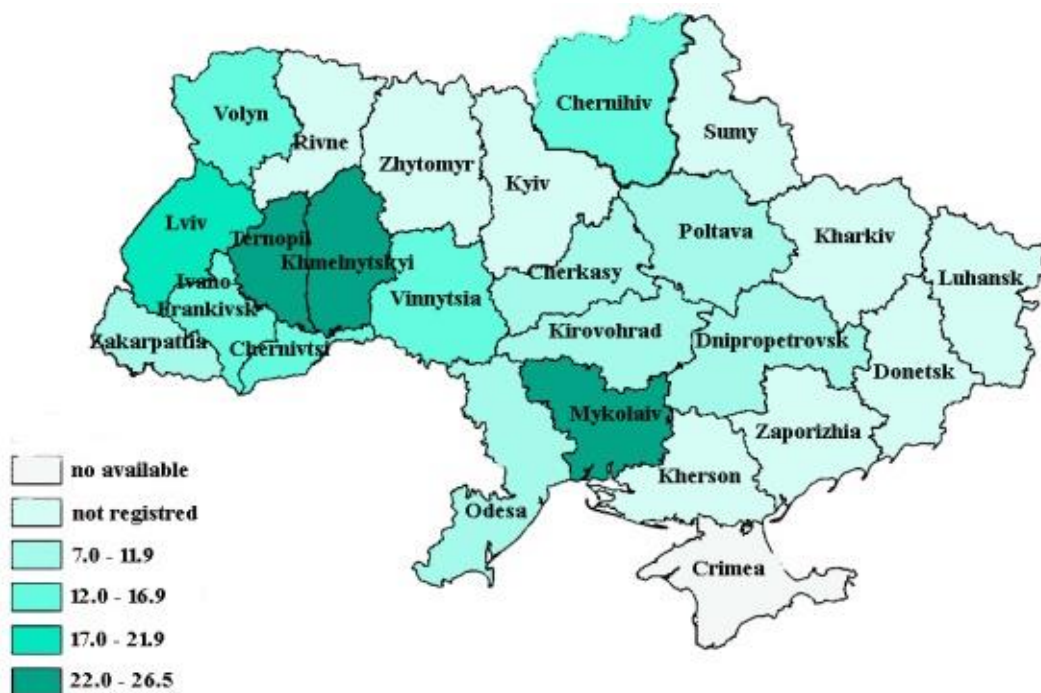 Chernihiv
Volyn
Sumy
Rivne
Zhytomyr
Kyiv
Lviv
Ternopil
Poltava
Kharkiv
Khmelnytskyi
Cherkasy
Luhansk
Ivano-
Frankivsk
Vinnytsia
Kirovohrad
Zakarpattia
Chernivtsi
Dnipropetrovsk
Donetsk
Mykolaiv
Zaporizhia
Kherson
Odesa
Crimea
no available
not registred
7.0 - 11.9
12.0 - 16.9
17.0 - 21.9
22.0 - 26.5